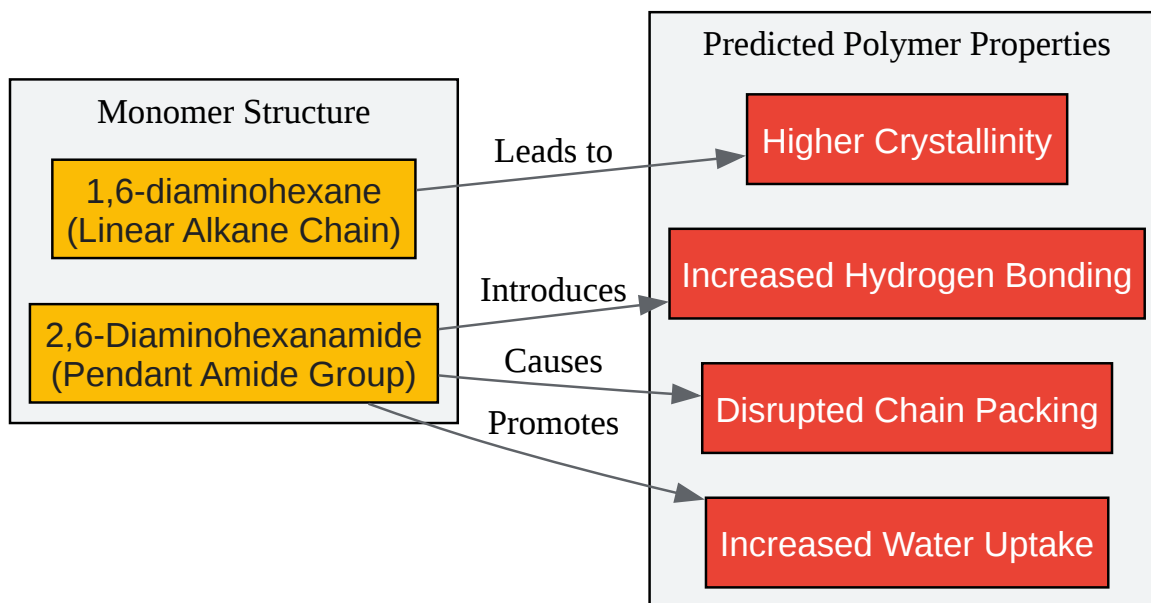 Monomer Structure
1,6-diaminohexane
(Linear Alkane Chain)
2,6-Diaminohexanamide
(Pendant Amide Group)
Leads to
Introduces
Causes
Promotes
Predicted Polymer Properties
Higher Crystallinity
Increased Hydrogen Bonding
Disrupted Chain Packing
Increased Water Uptake